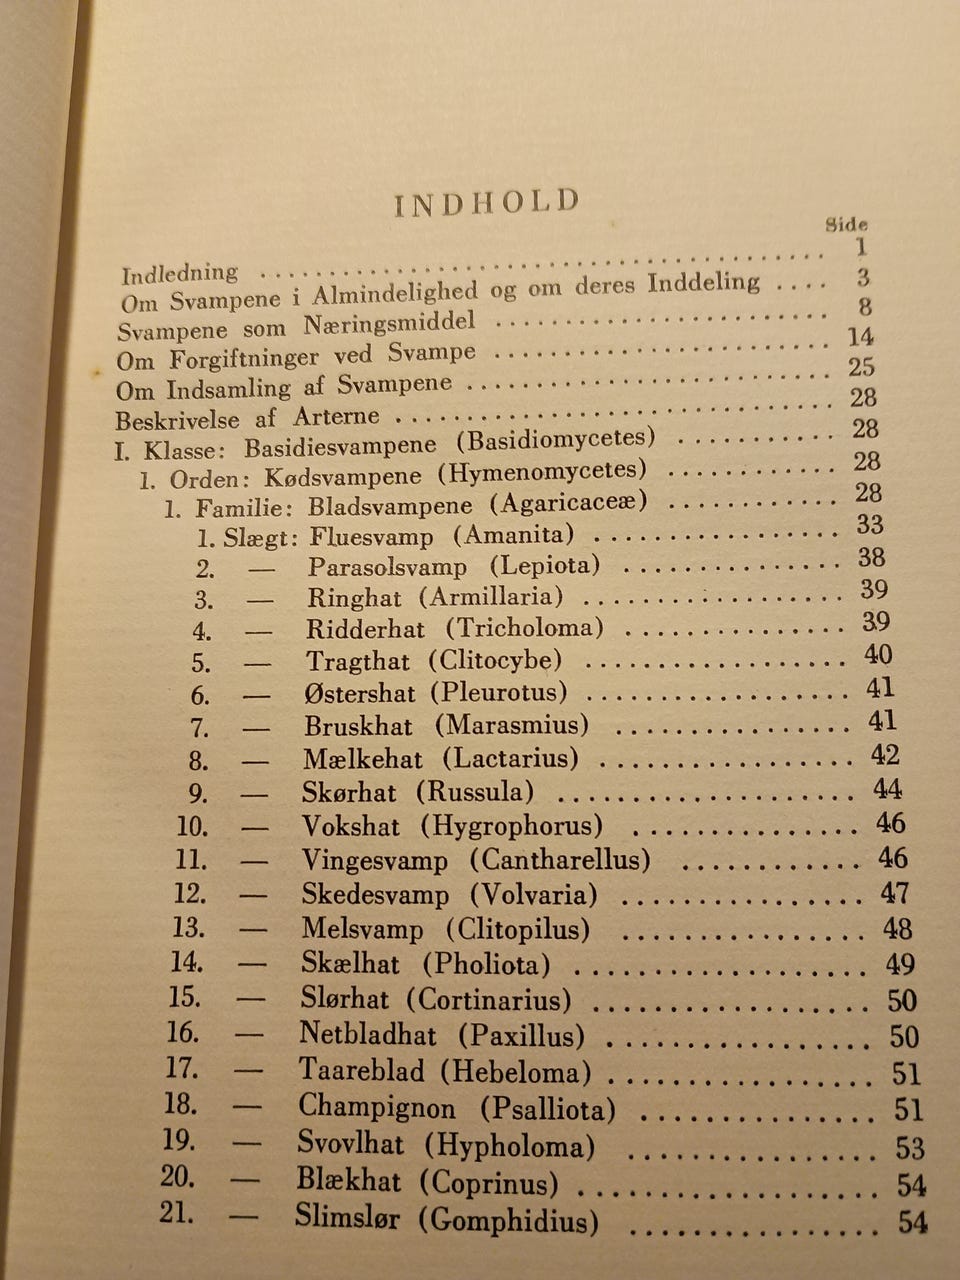 INDHOLD
Side
Indledning .......................................... 1
Om Svampene i Almindelighed og om deres Inddeling .... 3
Svampene som Næringsmiddel ...................... 8
Om Forgiftninger ved Svampe ...................... 14
Om Indsamling af Svampene ........................ 25
Beskrivelse af Arterne .............................. 28
I. Klasse: Basidiesvampene (Basidiomycetes) .......... 28
1. Orden: Kødsvampene (Hymenomycetes) ........... 28
1. Familie: Bladsvampene (Agaricaceæ) ........... 28
1. Slægt: Fluesvamp (Amanita) ................ 33
2. — Parasolsvamp (Lepiota) .............. 38
3. — Ringhat (Armillaria) ................. 39
4. — Ridderhat (Tricholoma) .............. 39
5. — Tragthat (Clitocybe) ................. 40
6. — Østershat (Pleurotus) ................. 41
7. — Bruskhat (Marasmius) ................ 41
8. — Mælkehat (Lactarius) ................. 42
9. — Skørhat (Russula) .................... 44
10. — Vokshat (Hygrophorus) ............... 46
11. — Vingesvamp (Cantharellus) ............ 46
12. — Skedesvamp (Volvaria) ................ 47
13. — Melsvamp (Clitopilus) ................ 48
14. — Skælhat (Pholiota) ................... 49
15. — Slørhat (Cortinarius) .................. 50
16. — Netbladhat (Paxillus) ................. 50
17. — Taareblad (Hebeloma) ................. 51
18. — Champignon (Psalliota) ............... 51
19. — Svovlhat (Hypholoma) ................ 53
20. — Blækhat (Coprinus) ................... 54
21. — Slimslør (Gomphidius) ................ 54